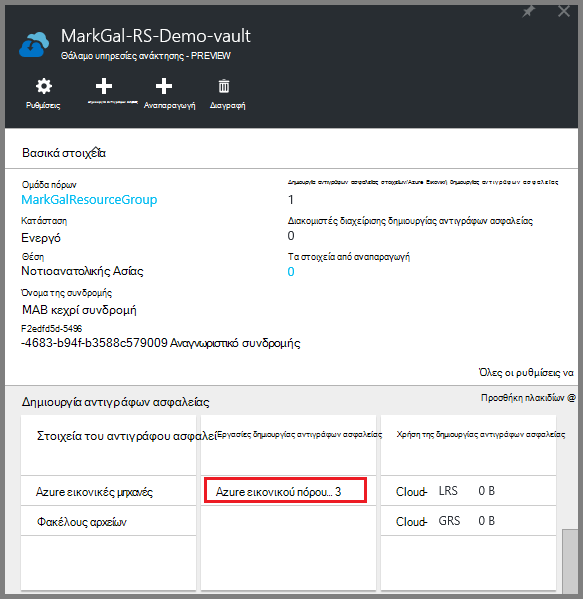 MarkGal-RS-Demo-vault
Θάλαμο υπηρεσίες ανάκτησης - PREVIEW
Ρυθμίσεις
Δημιουργία αντιγράφων ασφαλείας
Αναπαραγωγή
Διαγραφή
Βασικά στοιχεία
Ομάδα πόρων
MarkGalResourceGroup
Κατάσταση
Ενεργό
Θέση
Νοτιοανατολικής Ασίας
Όνομα της συνδρομής
MAB κεχρί συνδρομή
F2edfd5d-5496
-4683-b94f-b3588c579009 Αναγνωριστικό συνδρομής
Δημιουργία αντιγράφων ασφαλείας στοιχείων/Azure Εικονική δημιουργίας αντιγράφων ασφαλείας
1
Διακομιστές διαχείρισης δημιουργίας αντιγράφων ασφαλείας
0
Τα στοιχεία από αναπαραγωγή
0
Όλες οι ρυθμίσεις να
Δημιουργία αντιγράφων ασφαλείας
Προσθήκη πλακιδίων @
Στοιχεία του αντιγράφου ασφαλεί
Azure εικονικές μηχανές
Φακέλους αρχείων
Εργασίες δημιουργίας αντιγράφων ασφαλείας
Azure εικονικού πόρου... 3
Χρήση της δημιουργίας αντιγράφων ασφαλείας
Cloud- LRS 0 B
Cloud- GRS 0 B